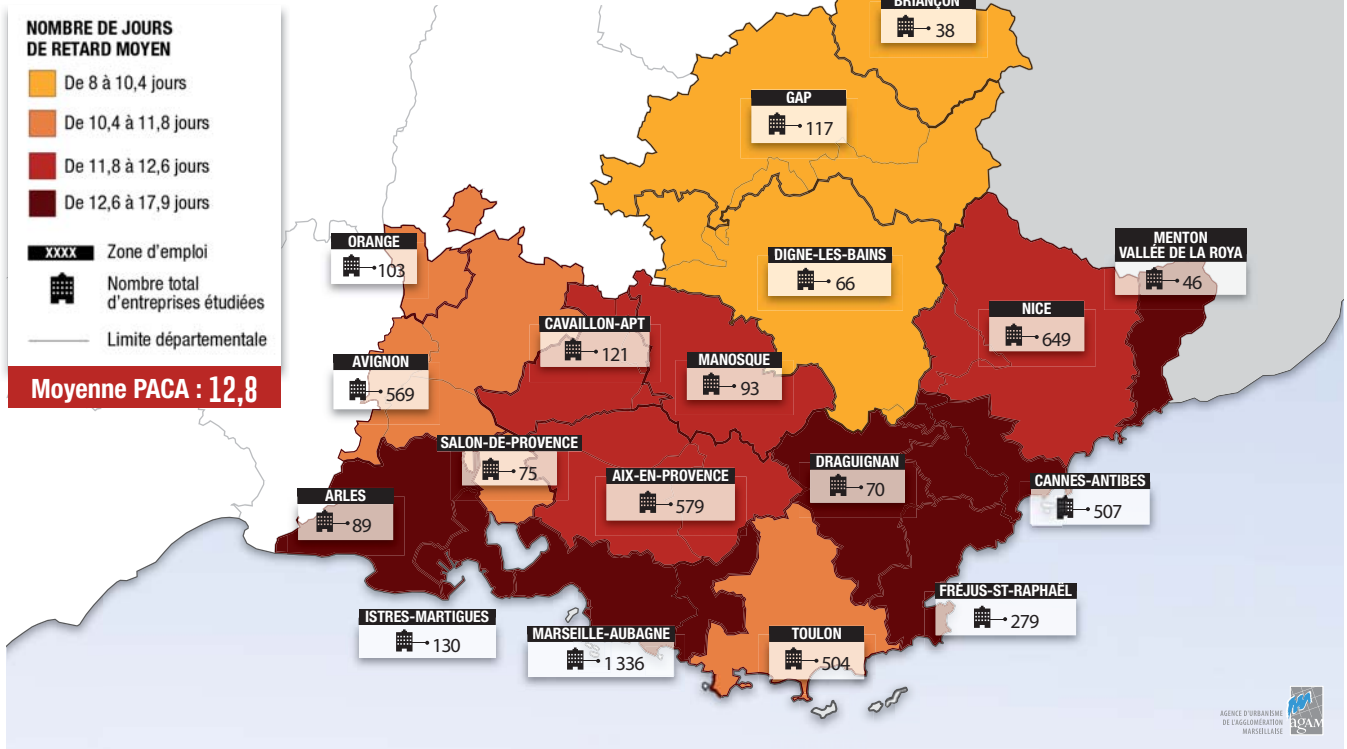 NOMBRE DE JOURS
DE RETARD MOYEN
De 8 à 10,4 jours
De 10,4 à 11,8 jours
De 11,8 à 12,6 jours
De 12,6 à 17,9 jours
XXXX Zone d'emploi
Nombre total
d'entreprises étudiées
Limite départementale
Moyenne PACA : 12,8
BRIANÇON
38
GAP
117
ORANGE
103
DIGNE-LES-BAINS
66
MENTON
VALLÉE DE LA ROYA
46
NICE
649
CAVAILLON-APT
121
MANOSQUE
93
AVIGNON
569
SALON-DE-PROVENCE
75
AIX-EN-PROVENCE
579
DRAGUIGNAN
70
CANNES-ANTIBES
507
ARLES
89
FRÉJUS-ST-RAPHAËL
279
ISTRES-MARTIGUES
130
MARSEILLE-AUBAGNE
1 336
TOULON
504
AGENCE D'URBANISME
DE L'AGGLOMÉRATION
MARSEILLAISE
agAM